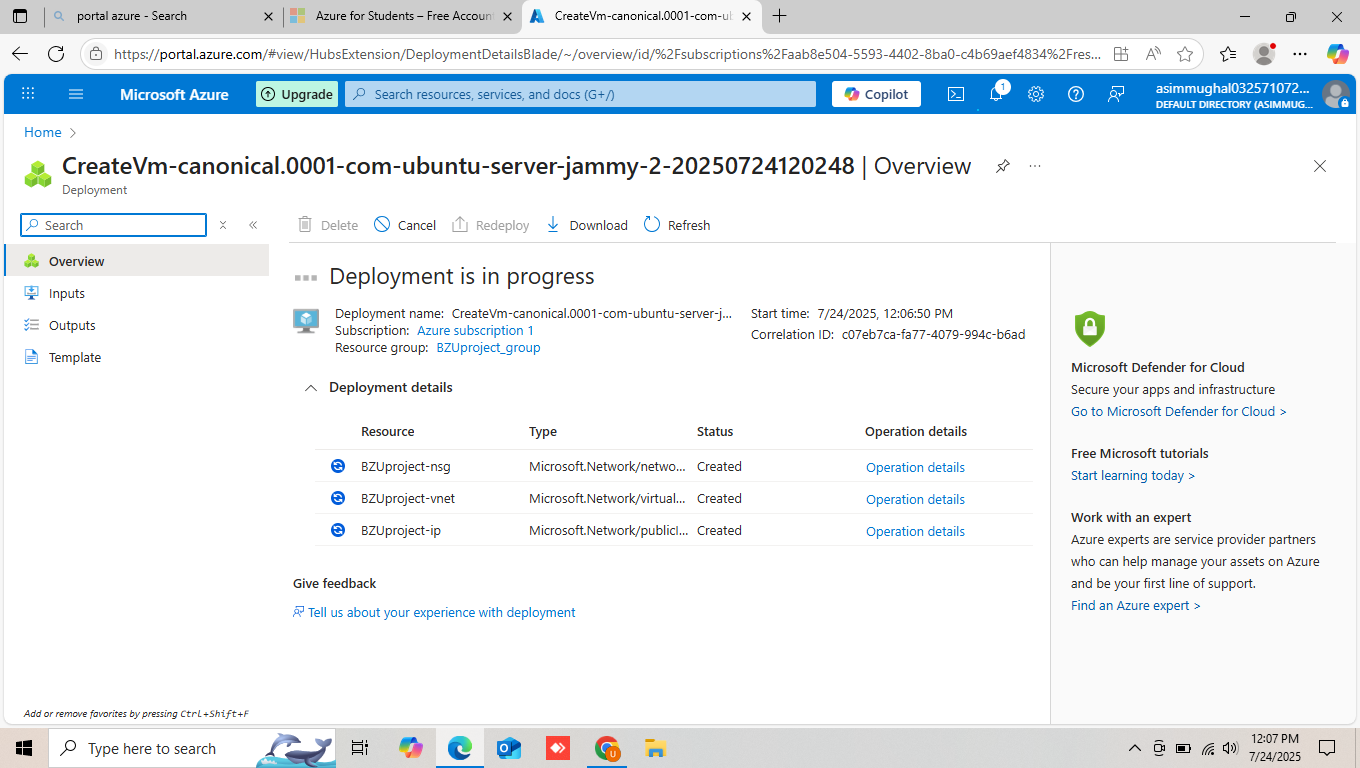 portal azure - Search
Azure for Students – Free Accoun
CreateVm-canonical.0001-com-ub
https://portal.azure.com/#view/HubsExtension/DeploymentDetailsBlade/~/overview/id/%2Fsubscriptions%2Faab8e504-5593-4402-8ba0-c4b69aef4834%2Fres...
Microsoft Azure
Upgrade
Search resources, services, and docs (G+/)
Copilot
1
asimmughal032571072...
DEFAULT DIRECTORY (ASIMMUG...
Home
CreateVm-canonical.0001-com-ubuntu-server-jammy-2-20250724120248 | Overview
Deployment
Search
Delete
Cancel
Redeploy
Download
Refresh
Overview
Inputs
Outputs
Template
Deployment is in progress
Deployment name: CreateVm-canonical.0001-com-ubuntu-server-j...
Subscription: Azure subscription 1
Resource group: BZUproject_group
Start time: 7/24/2025, 12:06:50 PM
Correlation ID: c07eb7ca-fa77-4079-994c-b6ad
Deployment details
Resource Type Status Operation details
BZUproject-nsg Microsoft.Network/netwo... Created Operation details
BZUproject-vnet Microsoft.Network/virtual... Created Operation details
BZUproject-ip Microsoft.Network/publicI... Created Operation details
Give feedback
Tell us about your experience with deployment
Microsoft Defender for Cloud
Secure your apps and infrastructure
Go to Microsoft Defender for Cloud >
Free Microsoft tutorials
Start learning today >
Work with an expert
Azure experts are service provider partners
who can help manage your assets on Azure
and be your first line of support.
Find an Azure expert >
Add or remove favorites by pressing Ctrl+Shift+F
Type here to search
12:07 PM
7/24/2025